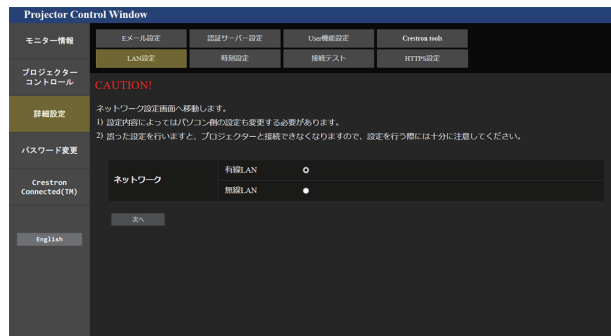 Projector Control Window
モニター情報
プロジェクター
コントロール
詳細設定
パスワード変更
Crestron
Connected(TM)
English
Eメール設定 認証サーバー設定 User機能設定 Crestron tools
LAN設定 時刻設定 接続テスト HTTPS設定
CAUTION!
ネットワーク設定画面へ移動します。
1) 設定内容によってはパソコン側の設定も変更する必要があります。
2) 誤った設定を行いますと、プロジェクターと接続できなくなりますので、設定を行う際には十分に注意してください。
ネットワーク
有線LAN
無線LAN
次へ